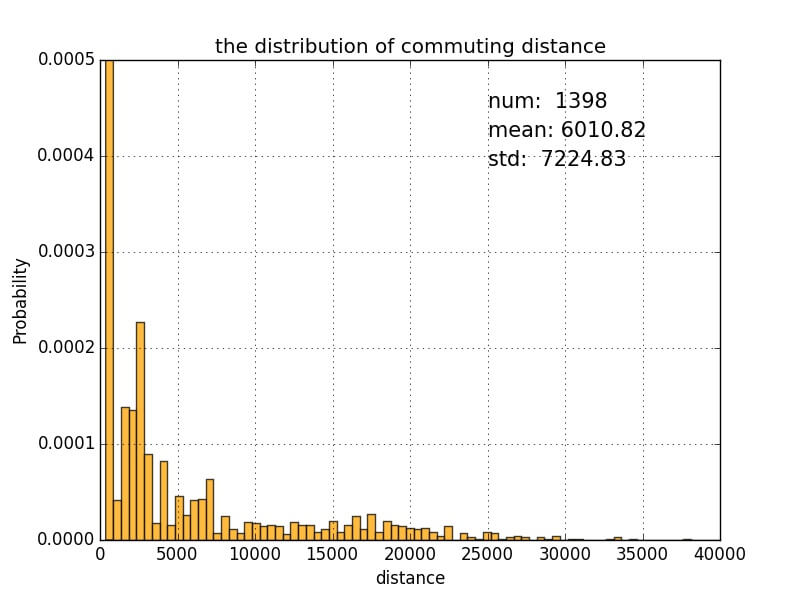 the distribution of commuting distance
0.0005
num: 1398
mean: 6010.82
0.0004
std: 7224.83
0.0003
Probability
0.0002
0.0001
0.0000
0 5000 10000 15000 20000 25000 30000 35000 40000
distance